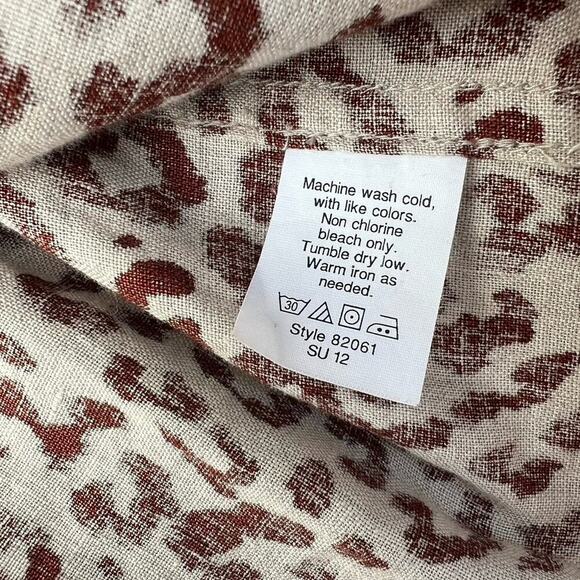 Machine wash cold,
with like colors.
Non chlorine
bleach only.
Tumble dry low.
Warm iron as
needed.
30
Style 82061
SU 12